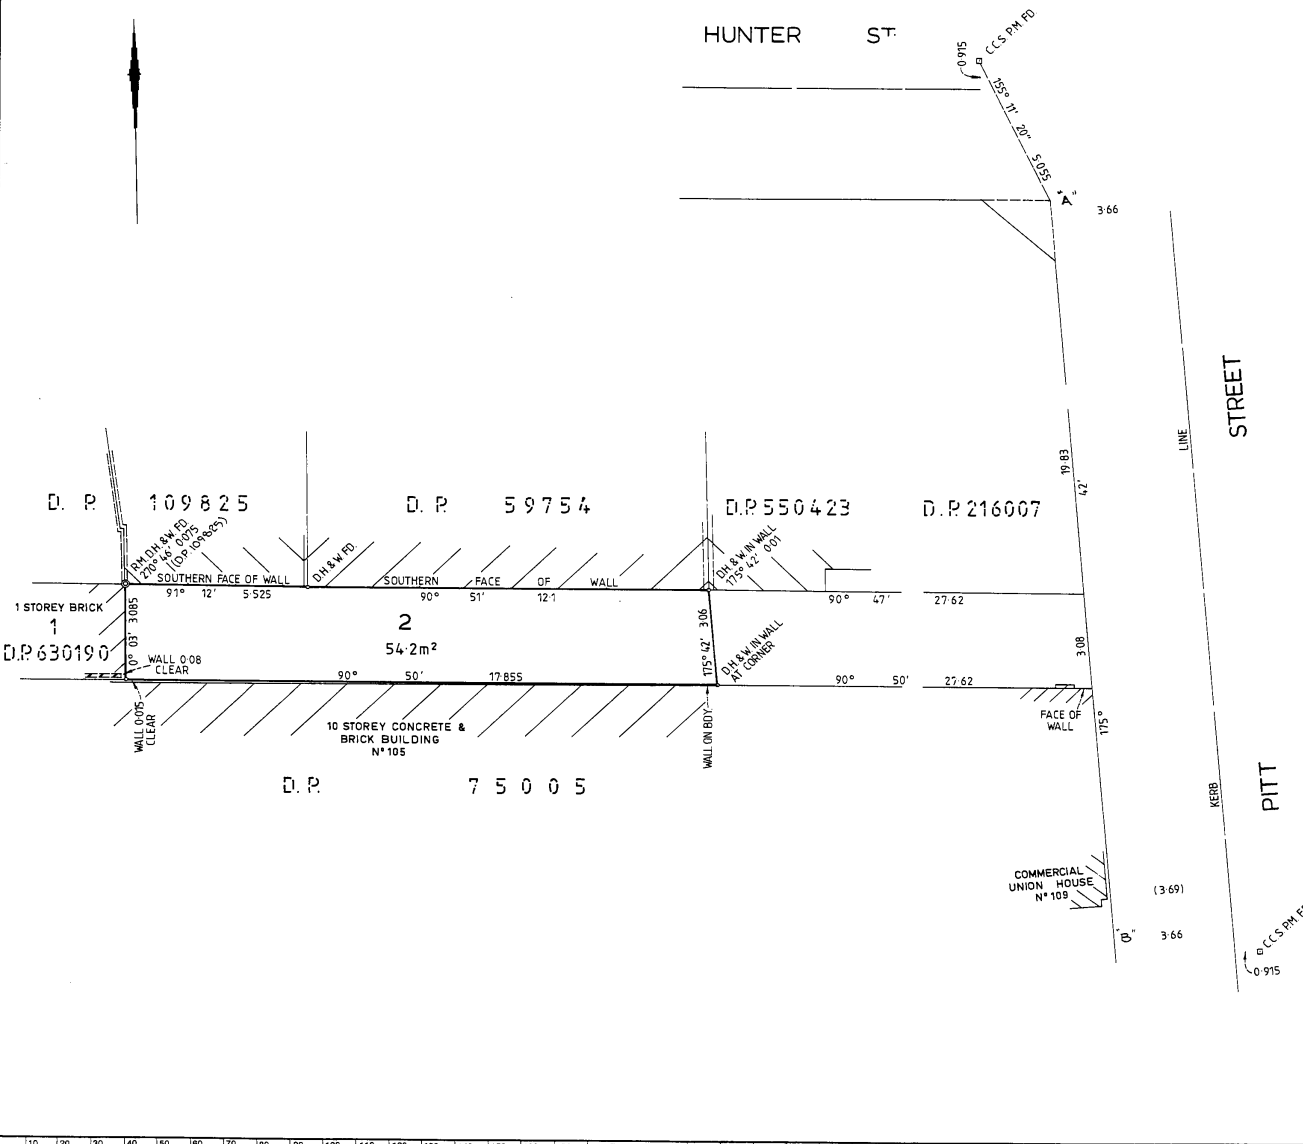 HUNTER ST.
C.C.S. P.M. FD.
0·915
155° 11' 20" 5·055
"A"
3·66
STREET
LINE
19·83
42'
D. P. 109825
D. P. 59754
D.P. 550423
D.P. 216007
R.M. D.H. & W. FD.
270° 46' 0·075
(D.P. 109825)
D.H. & W. FD.
D.H. & W. IN WALL
175° 42' 0·01
SOUTHERN FACE OF WALL
SOUTHERN FACE OF WALL
91° 12' 5·525
90° 51' 12·1
90° 47' 27·62
1 STOREY BRICK
1
D.P. 630190
0° 03' 3·085
2
54·2m²
175° 42' 3·06
3·08
D.H. & W. IN WALL
AT CORNER
WALL 0·08
CLEAR
90° 50' 17·855
90° 50' 27·62
WALL 0·015
CLEAR
10 STOREY CONCRETE &
BRICK BUILDING
N° 105
WALL ON BDY
FACE OF
WALL
175°
D. P. 75005
PITT
KERB
COMMERCIAL
UNION HOUSE
N° 109
(3·69)
"B"
3·66
C.C.S. P.M. F
0·915